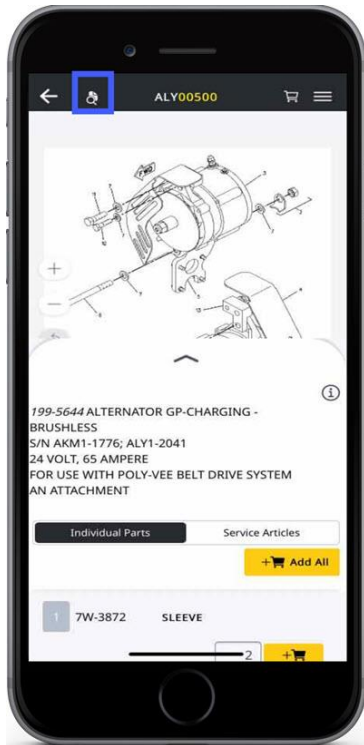 ALY00500
199-5644 ALTERNATOR GP-CHARGING -
BRUSHLESS
S/N AKM1-1776; ALY1-2041
24 VOLT, 65 AMPERE
FOR USE WITH POLY-VEE BELT DRIVE SYSTEM
AN ATTACHMENT
Individual Parts Service Articles
+ Add All
1 7W-3872 SLEEVE
2 +